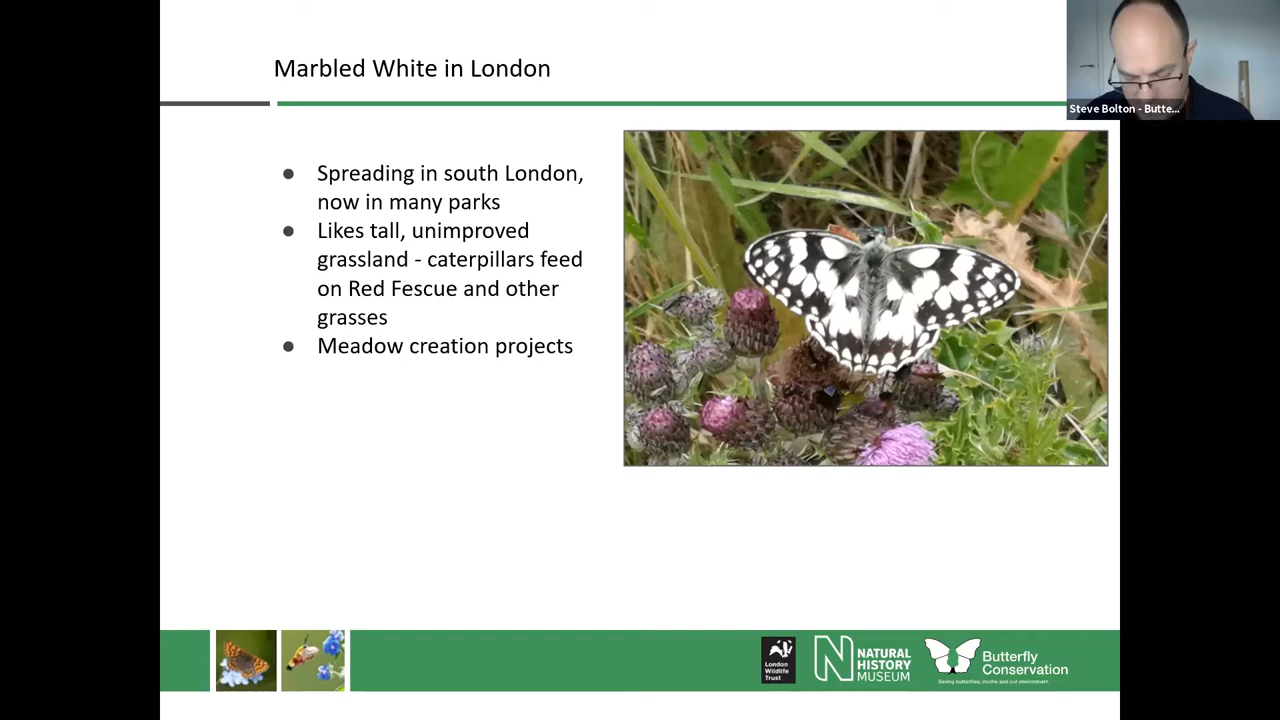 Marbled White in London
Steve Bolton - Butte...
● Spreading in south London,
now in many parks
● Likes tall, unimproved
grassland - caterpillars feed
on Red Fescue and other
grasses
● Meadow creation projects
London
Wildlife
Trust
NATURAL
HISTORY
MUSEUM
Butterfly
Conservation
Saving butterflies, moths and our environment